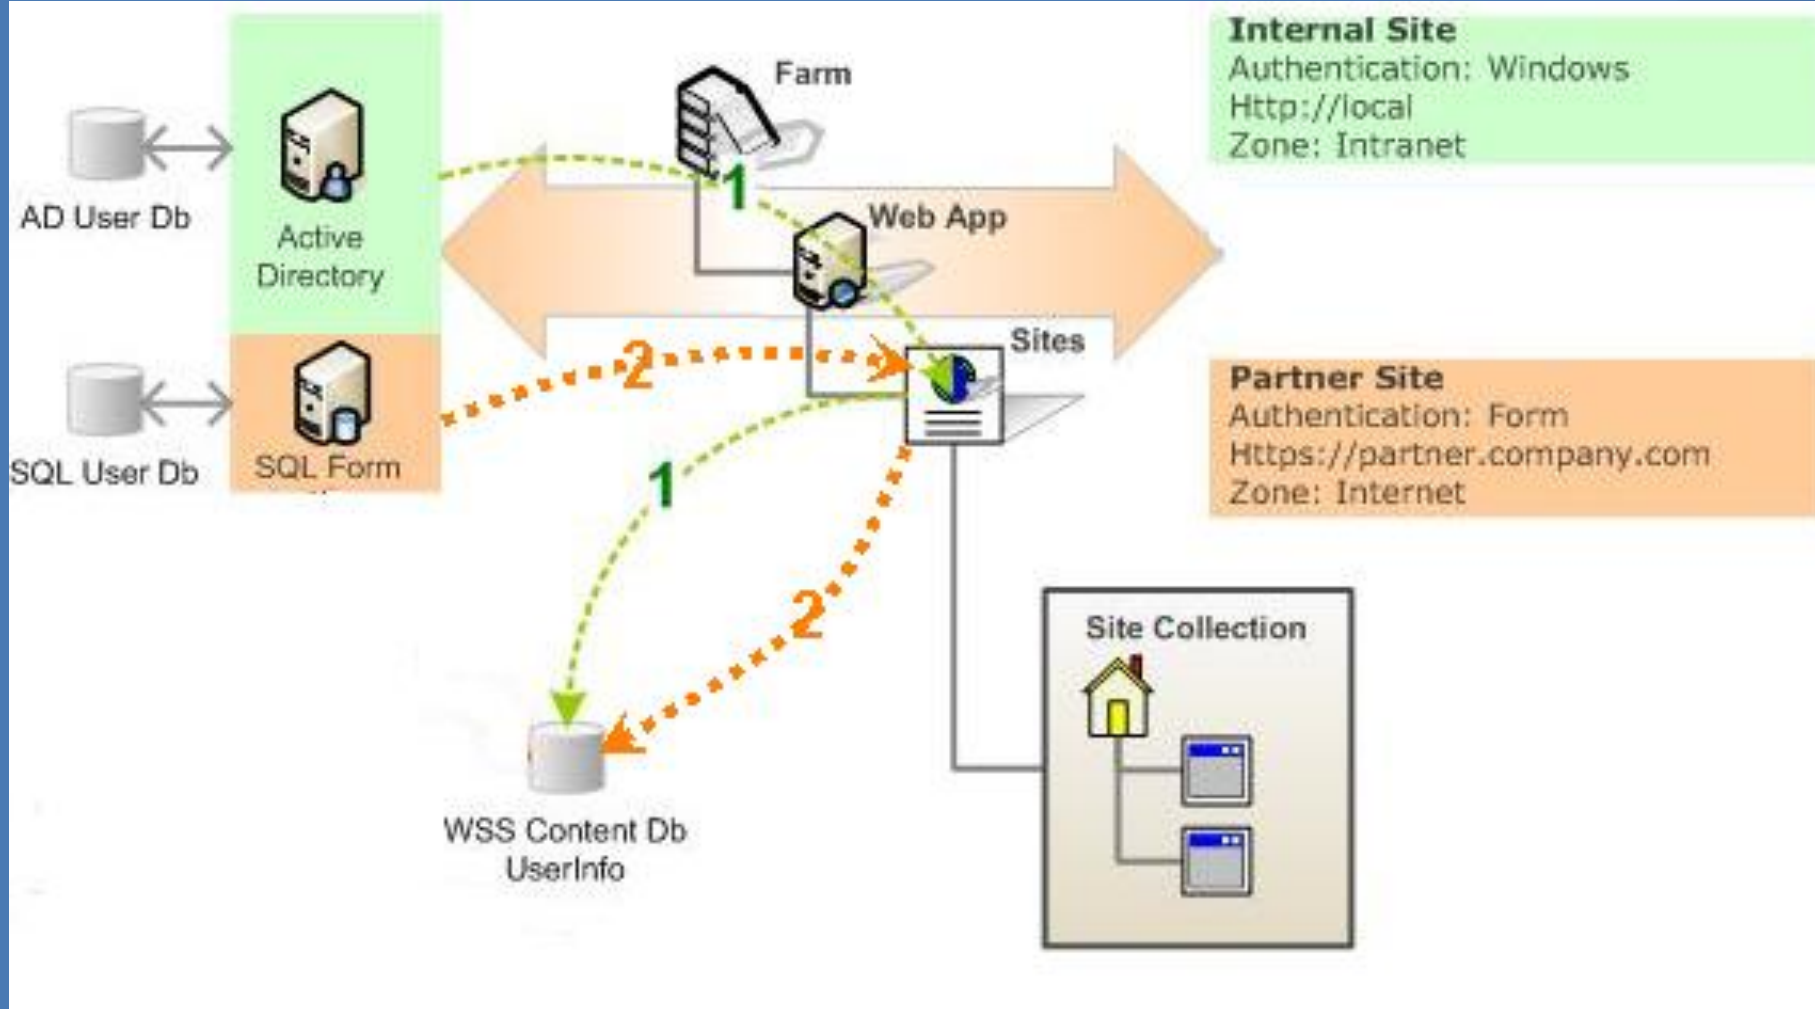 Internal Site
Authentication: Windows
Http://local
Zone: Intranet
Farm
1
AD User Db
Active
Directory
Web App
Sites
2
Partner Site
Authentication: Form
Https://partner.company.com
Zone: Internet
SQL User Db
SQL Form
1
2
Site Collection
WSS Content Db
UserInfo